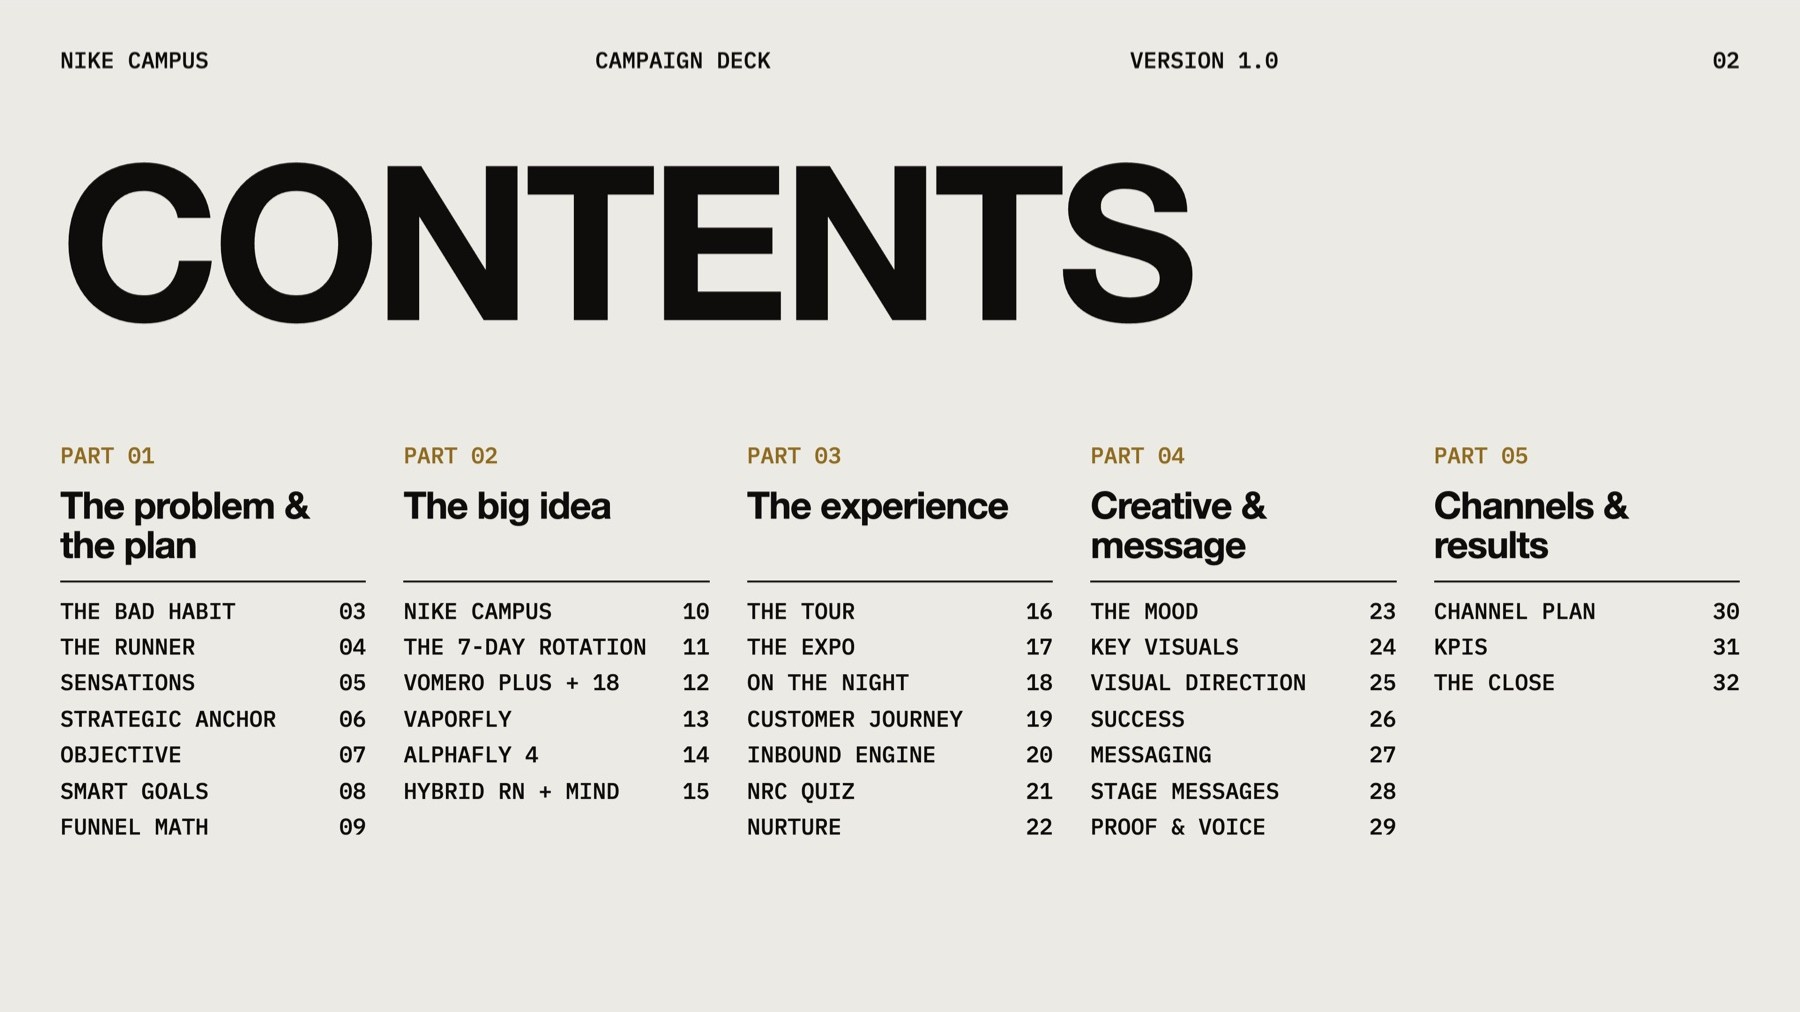 NIKE CAMPUS
CAMPAIGN DECK
VERSION 1.0
02
CONTENTS
PART 01
The problem &
the plan
THE BAD HABIT 03
THE RUNNER 04
SENSATIONS 05
STRATEGIC ANCHOR 06
OBJECTIVE 07
SMART GOALS 08
FUNNEL MATH 09
PART 02
The big idea
NIKE CAMPUS 10
THE 7-DAY ROTATION 11
VOMERO PLUS + 18 12
VAPORFLY 13
ALPHAFLY 4 14
HYBRID RN + MIND 15
PART 03
The experience
THE TOUR 16
THE EXPO 17
ON THE NIGHT 18
CUSTOMER JOURNEY 19
INBOUND ENGINE 20
NRC QUIZ 21
NURTURE 22
PART 04
Creative &
message
THE MOOD 23
KEY VISUALS 24
VISUAL DIRECTION 25
SUCCESS 26
MESSAGING 27
STAGE MESSAGES 28
PROOF & VOICE 29
PART 05
Channels &
results
CHANNEL PLAN 30
KPIS 31
THE CLOSE 32